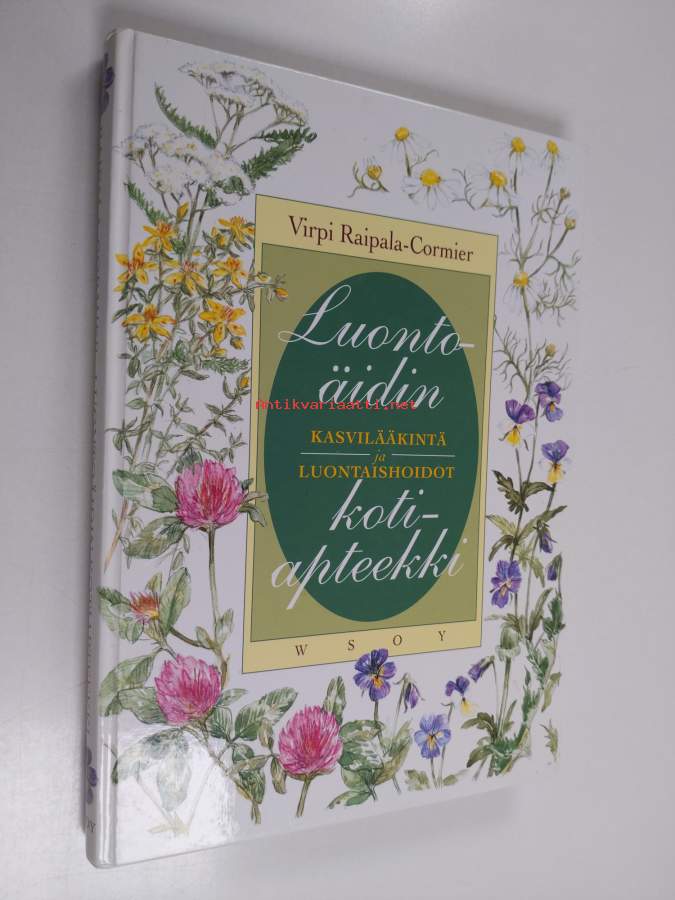 Virpi Raipala-Cormier
Luonto-
äidin
Antikvariaatti.net
KASVILÄÄKINTÄ
ja
LUONTAISHOIDOT
koti-
apteekki
WSOY